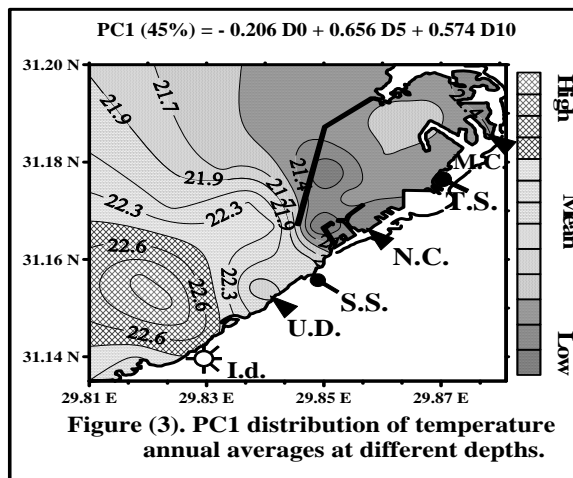 PC1 (45%) = - 0.206 D0 + 0.656 D5 + 0.574 D10
31.20 N
31.18 N
31.16 N
31.14 N
29.81 E
29.83 E
29.85 E
29.87 E
21.7
21.9
21.9
22.3
22.3
22.3
22.6
22.6
22.6
21.7
21.9
21.4
M.C.
T.S.
N.C.
S.S.
U.D.
I.d.
High
Mean
Low
Figure (3). PC1 distribution of temperature
annual averages at different depths.